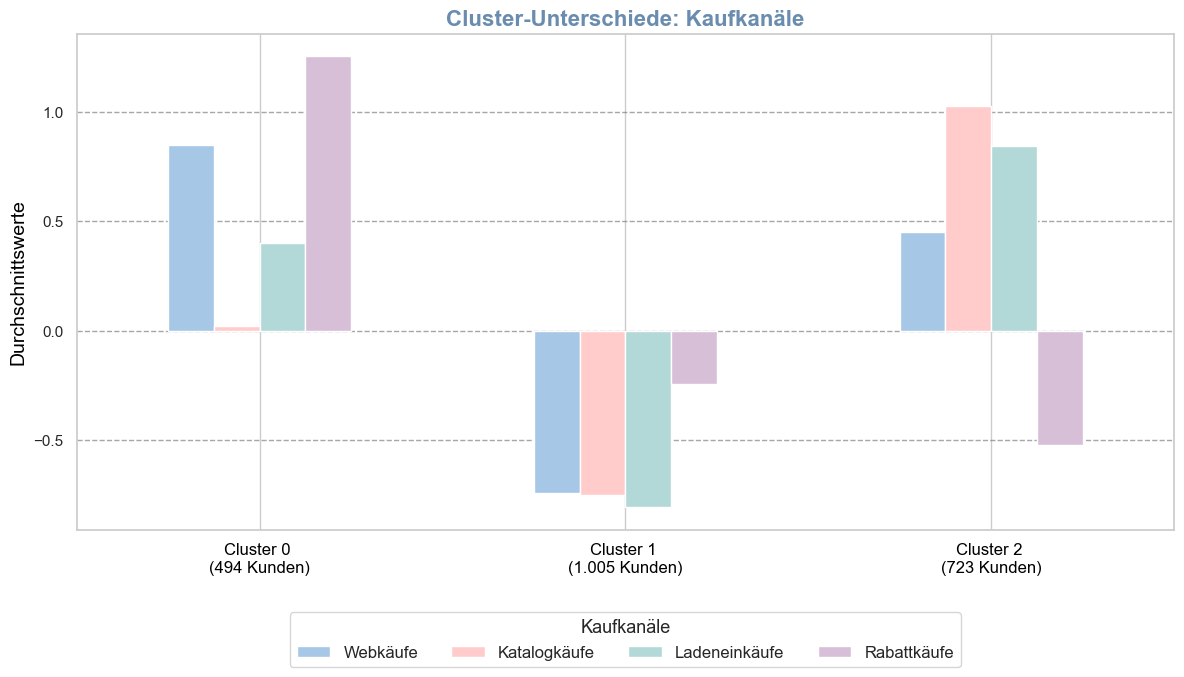 Cluster-Unterschiede: Kaufkanäle
Durchschnittswerte
1.0
0.5
0.0
−0.5
Cluster 0
(494 Kunden)
Cluster 1
(1.005 Kunden)
Cluster 2
(723 Kunden)
Kaufkanäle
Webkäufe
Katalogkäufe
Ladeneinkäufe
Rabattkäufe